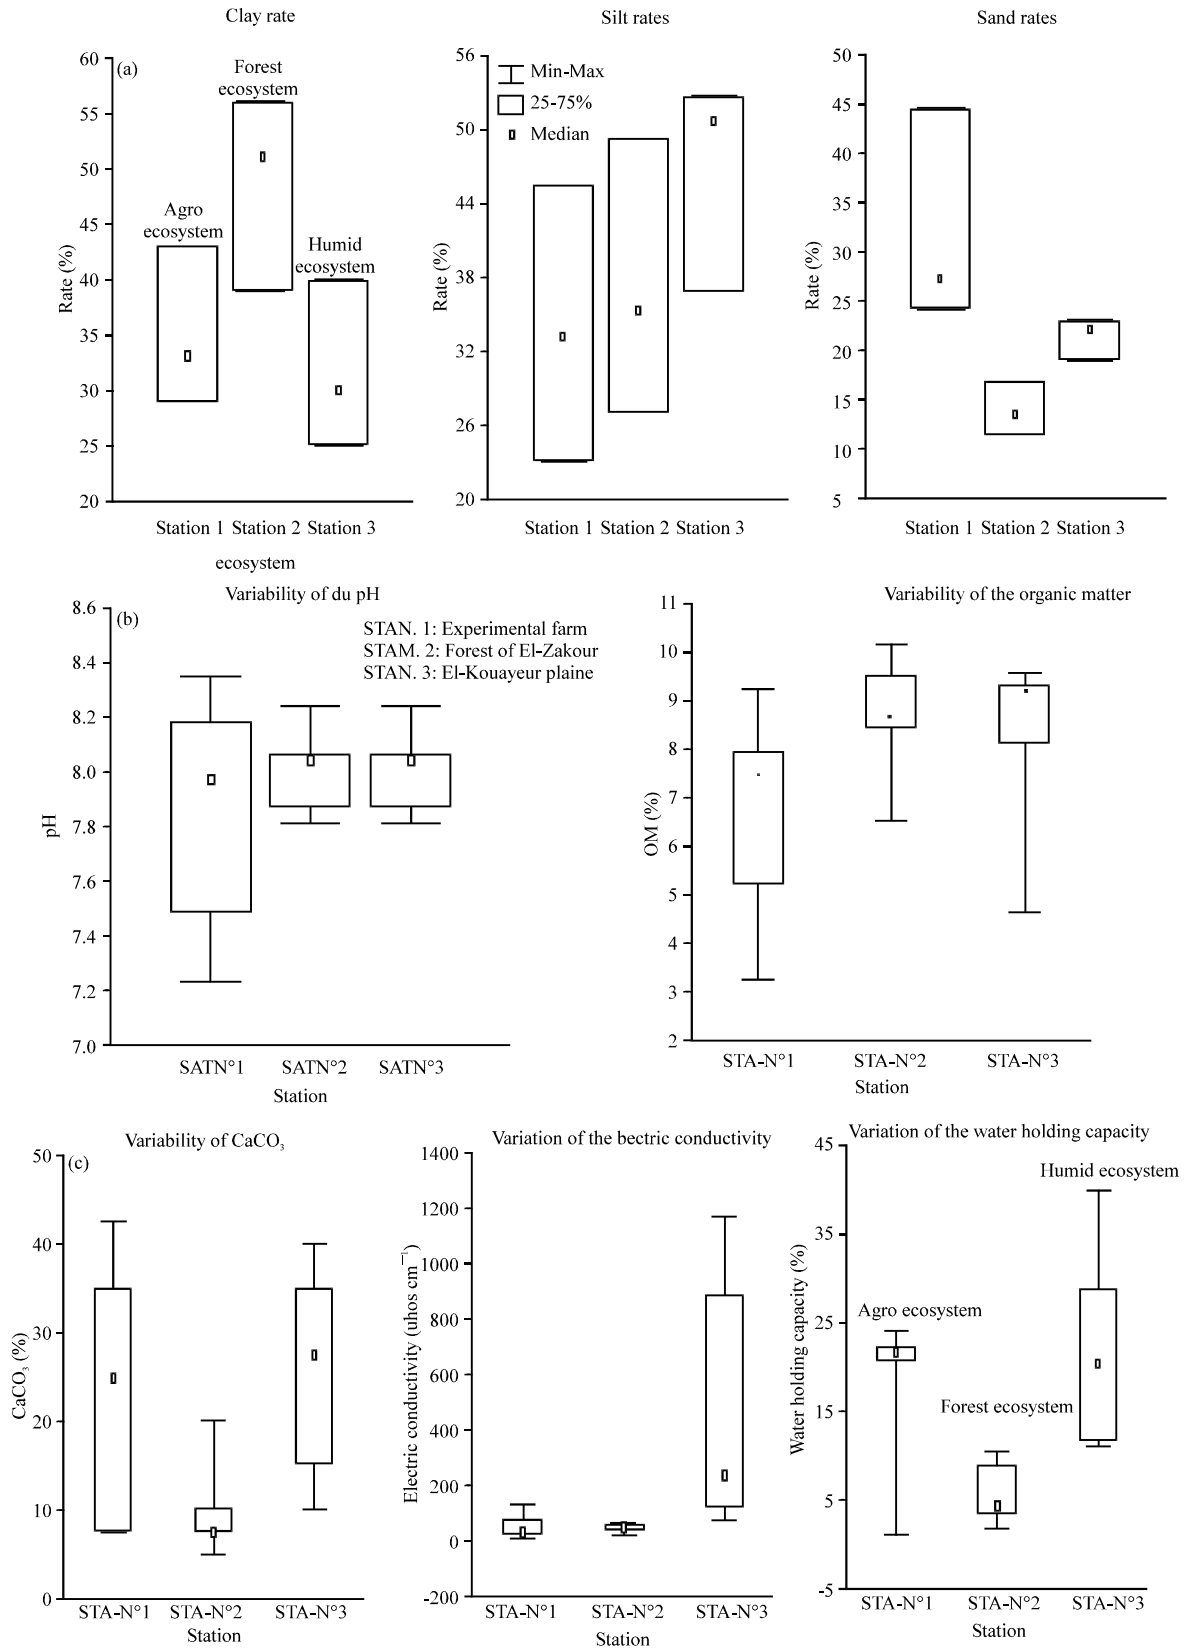 Clay rate
Silt rates
Sand rates
(a)
60
55
50
45
40
35
30
25
20
Rate (%)
Agro
ecosystem
Forest
ecosystem
Humid
ecosystem
Station 1
Station 2
Station 3
ecosystem
56
50
44
38
32
26
20
Rate (%)
Min-Max
25-75%
Median
Station 1
Station 2
Station 3
50
45
40
35
30
25
20
15
10
5
Rate (%)
Station 1
Station 2
Station 3
Variability of du pH
(b)
8.6
8.4
8.2
8.0
7.8
7.6
7.4
7.2
7.0
pH
STAN. 1: Experimental farm
STAM. 2: Forest of El-Zakour
STAN. 3: El-Kouayeur plaine
SATN°1
SATN°2
SATN°3
Station
Variability of the organic matter
11
10
9
8
7
6
5
4
3
2
OM (%)
STA-N°1
STA-N°2
STA-N°3
Station
Variability of CaCO₃
(c)
50
40
30
20
10
0
CaCO₃ (%)
STA-N°1
STA-N°2
STA-N°3
Station
Variation of the bectric conductivity
1400
1200
1000
800
600
400
200
0
-200
Electric conductivity (uhos cm⁻¹)
STA-N°1
STA-N°2
STA-N°3
Station
Variation of the water holding capacity
45
35
25
15
5
-5
Water holding capacity (%)
Humid ecosystem
Agro ecosystem
Forest ecosystem
STA-N°1
STA-N°2
STA-N°3
Station